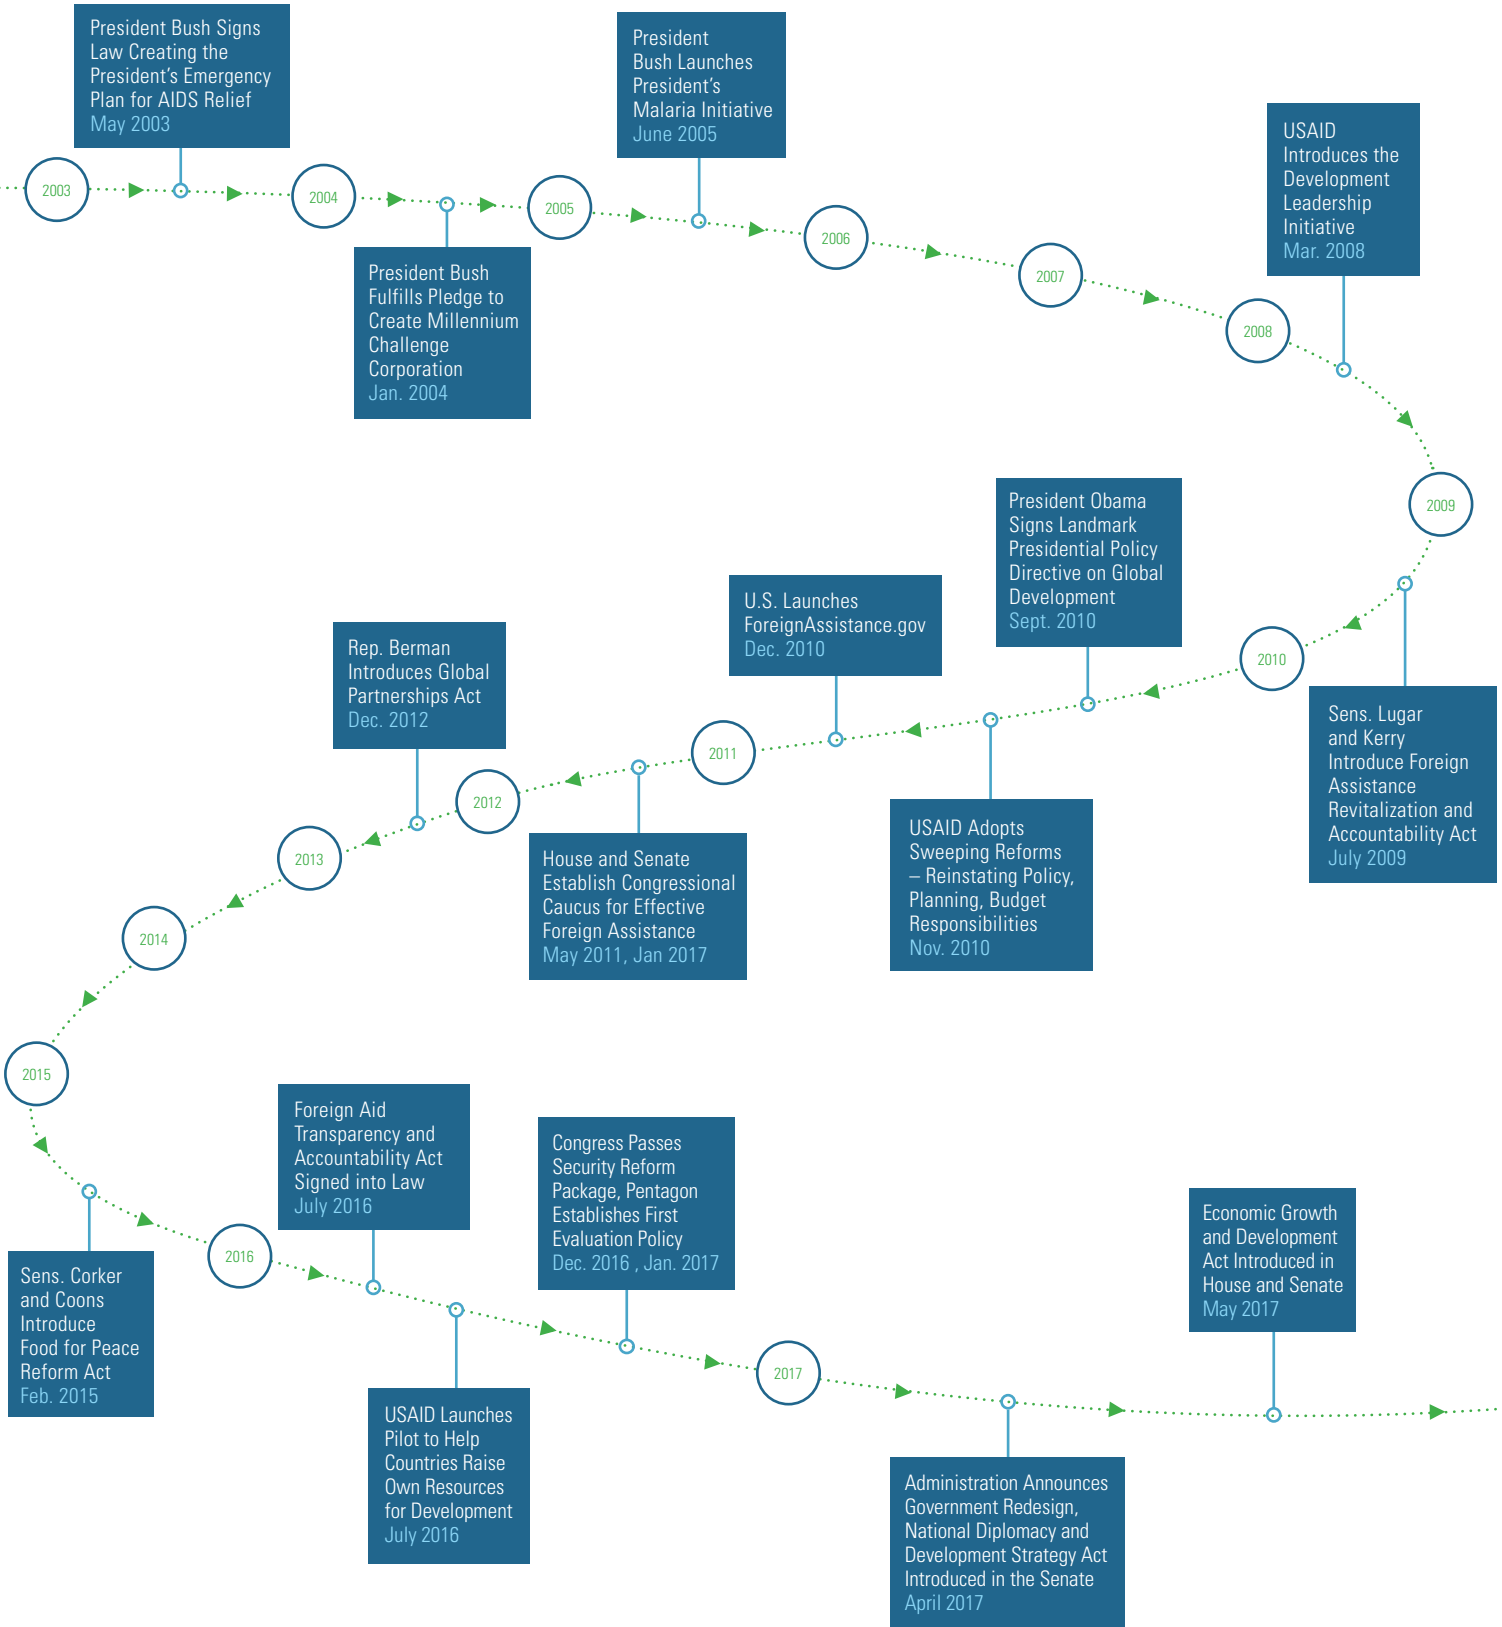 2003
President Bush Signs
Law Creating the
President's Emergency
Plan for AIDS Relief
May 2003
2004
President Bush
Fulfills Pledge to
Create Millennium
Challenge
Corporation
Jan. 2004
2005
President
Bush Launches
President's
Malaria Initiative
June 2005
2006
2007
2008
USAID
Introduces the
Development
Leadership
Initiative
Mar. 2008
2009
Sens. Lugar
and Kerry
Introduce Foreign
Assistance
Revitalization and
Accountability Act
July 2009
2010
President Obama
Signs Landmark
Presidential Policy
Directive on Global
Development
Sept. 2010
USAID Adopts
Sweeping Reforms
– Reinstating Policy,
Planning, Budget
Responsibilities
Nov. 2010
U.S. Launches
ForeignAssistance.gov
Dec. 2010
2011
House and Senate
Establish Congressional
Caucus for Effective
Foreign Assistance
May 2011, Jan 2017
2012
Rep. Berman
Introduces Global
Partnerships Act
Dec. 2012
2013
2014
2015
Sens. Corker
and Coons
Introduce
Food for Peace
Reform Act
Feb. 2015
2016
Foreign Aid
Transparency and
Accountability Act
Signed into Law
July 2016
USAID Launches
Pilot to Help
Countries Raise
Own Resources
for Development
July 2016
Congress Passes
Security Reform
Package, Pentagon
Establishes First
Evaluation Policy
Dec. 2016 , Jan. 2017
2017
Administration Announces
Government Redesign,
National Diplomacy and
Development Strategy Act
Introduced in the Senate
April 2017
Economic Growth
and Development
Act Introduced in
House and Senate
May 2017